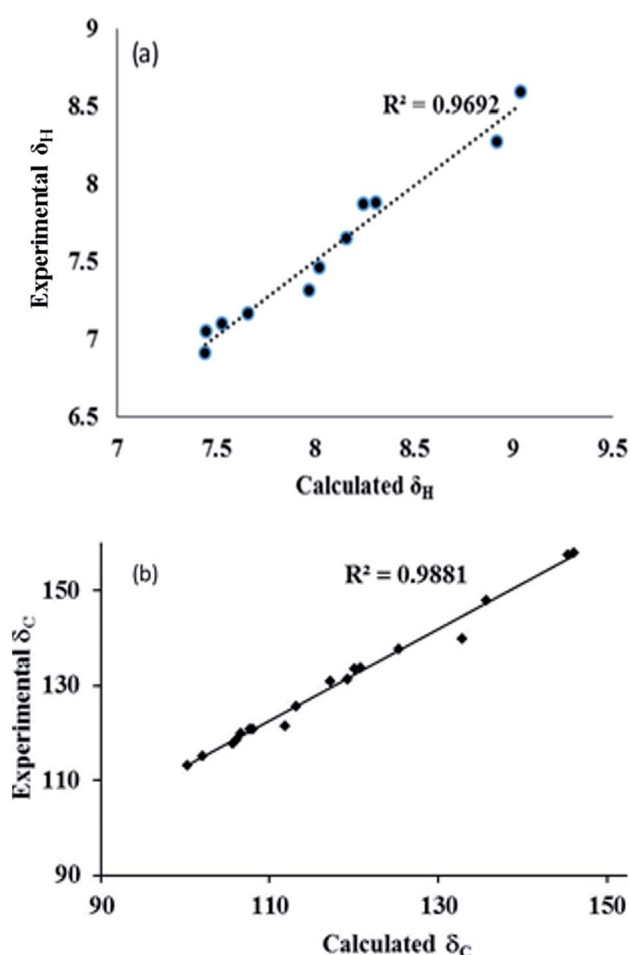 (a)
R² = 0.9692
Experimental δH
9
8.5
8
7.5
7
6.5
7 7.5 8 8.5 9 9.5
Calculated δH
(b)
R² = 0.9881
Experimental δC
150
130
110
90
90 110 130 150
Calculated δC